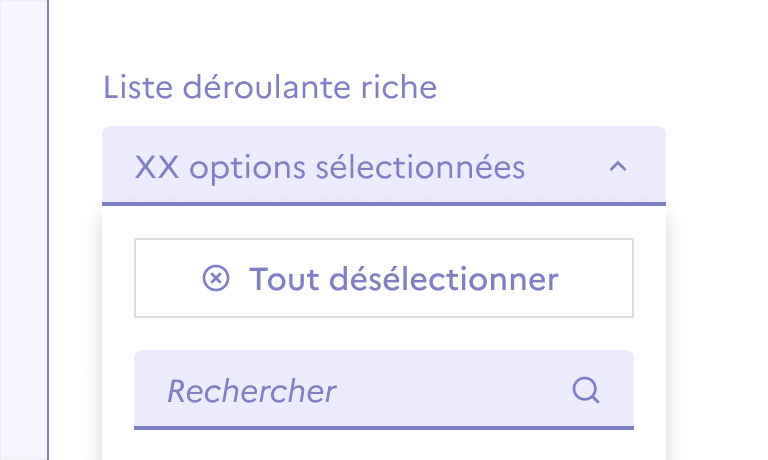 Liste déroulante riche
XX options sélectionnées
Tout désélectionner
Rechercher